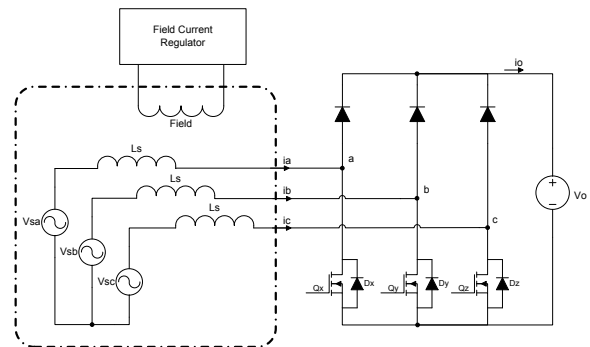 Field Current
Regulator
Field
io
Ls
ia
a
Ls
ib
b
Vo
Ls
ic
c
Vsa
Vsb
Vsc
Qx
Dx
Qy
Dy
Qz
Dz